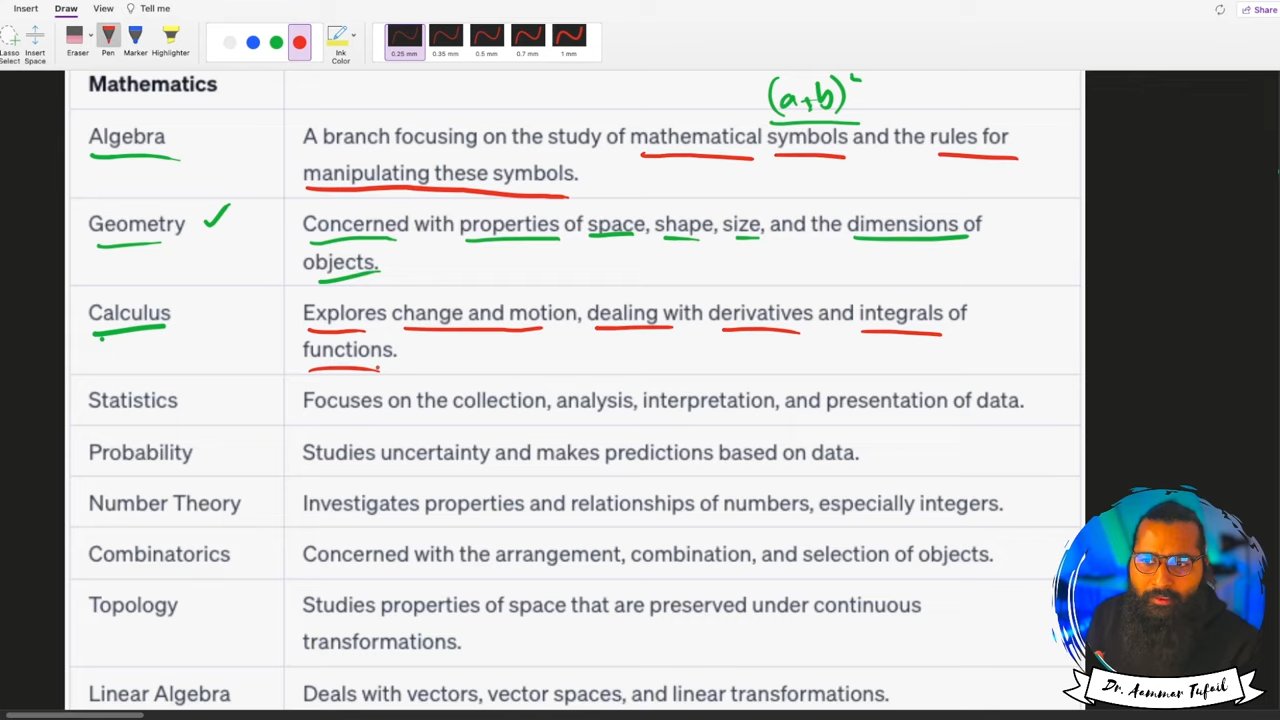 Insert Draw View Tell me
Share
Lasso
Select
Insert
Space
Eraser
Pen
Marker
Highlighter
Ink
Color
0.25 mm
0.35 mm
0.5 mm
0.7 mm
1 mm
Mathematics
(a+b)²
Algebra
A branch focusing on the study of mathematical symbols and the rules for
manipulating these symbols.
Geometry
Concerned with properties of space, shape, size, and the dimensions of
objects.
Calculus
Explores change and motion, dealing with derivatives and integrals of
functions.
Statistics
Focuses on the collection, analysis, interpretation, and presentation of data.
Probability
Studies uncertainty and makes predictions based on data.
Number Theory
Investigates properties and relationships of numbers, especially integers.
Combinatorics
Concerned with the arrangement, combination, and selection of objects.
Topology
Studies properties of space that are preserved under continuous
transformations.
Linear Algebra
Deals with vectors, vector spaces, and linear transformations.
Dr. Aammar Tufail